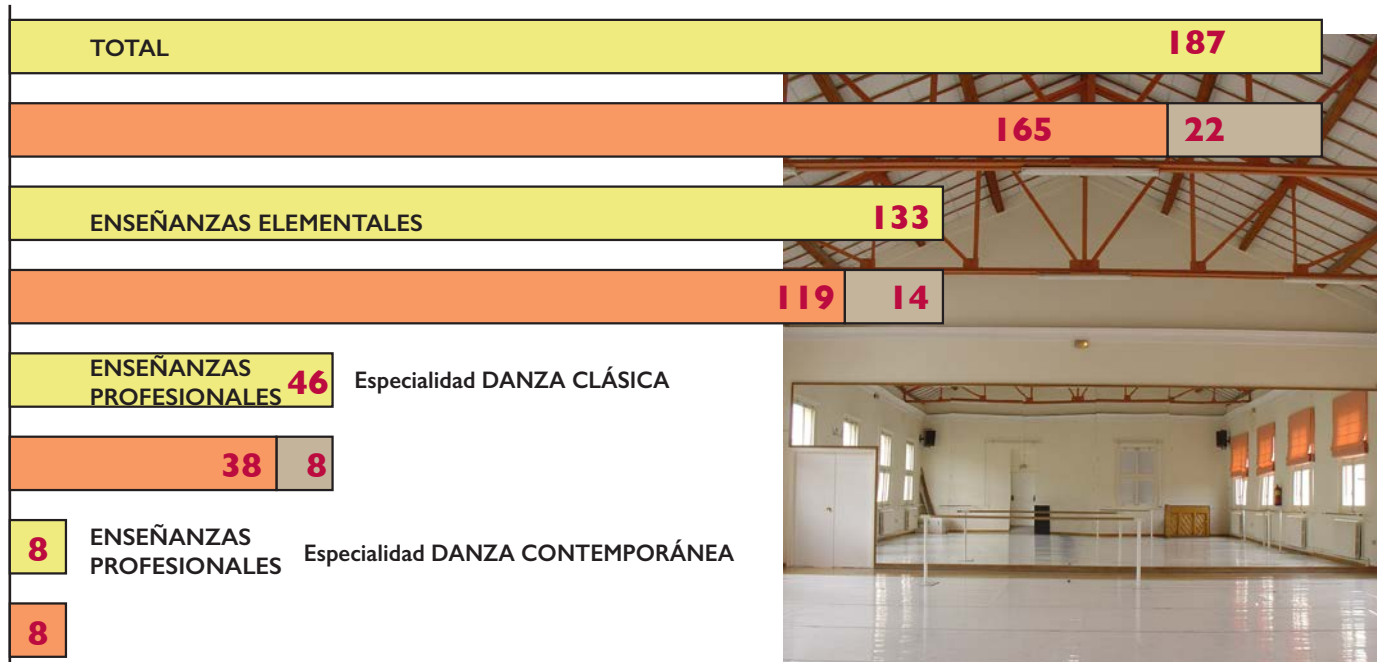 TOTAL 187
165 22
ENSEÑANZAS ELEMENTALES 133
119 14
ENSEÑANZAS
PROFESIONALES 46 Especialidad DANZA CLÁSICA
38 8
8 ENSEÑANZAS
PROFESIONALES Especialidad DANZA CONTEMPORÁNEA
8